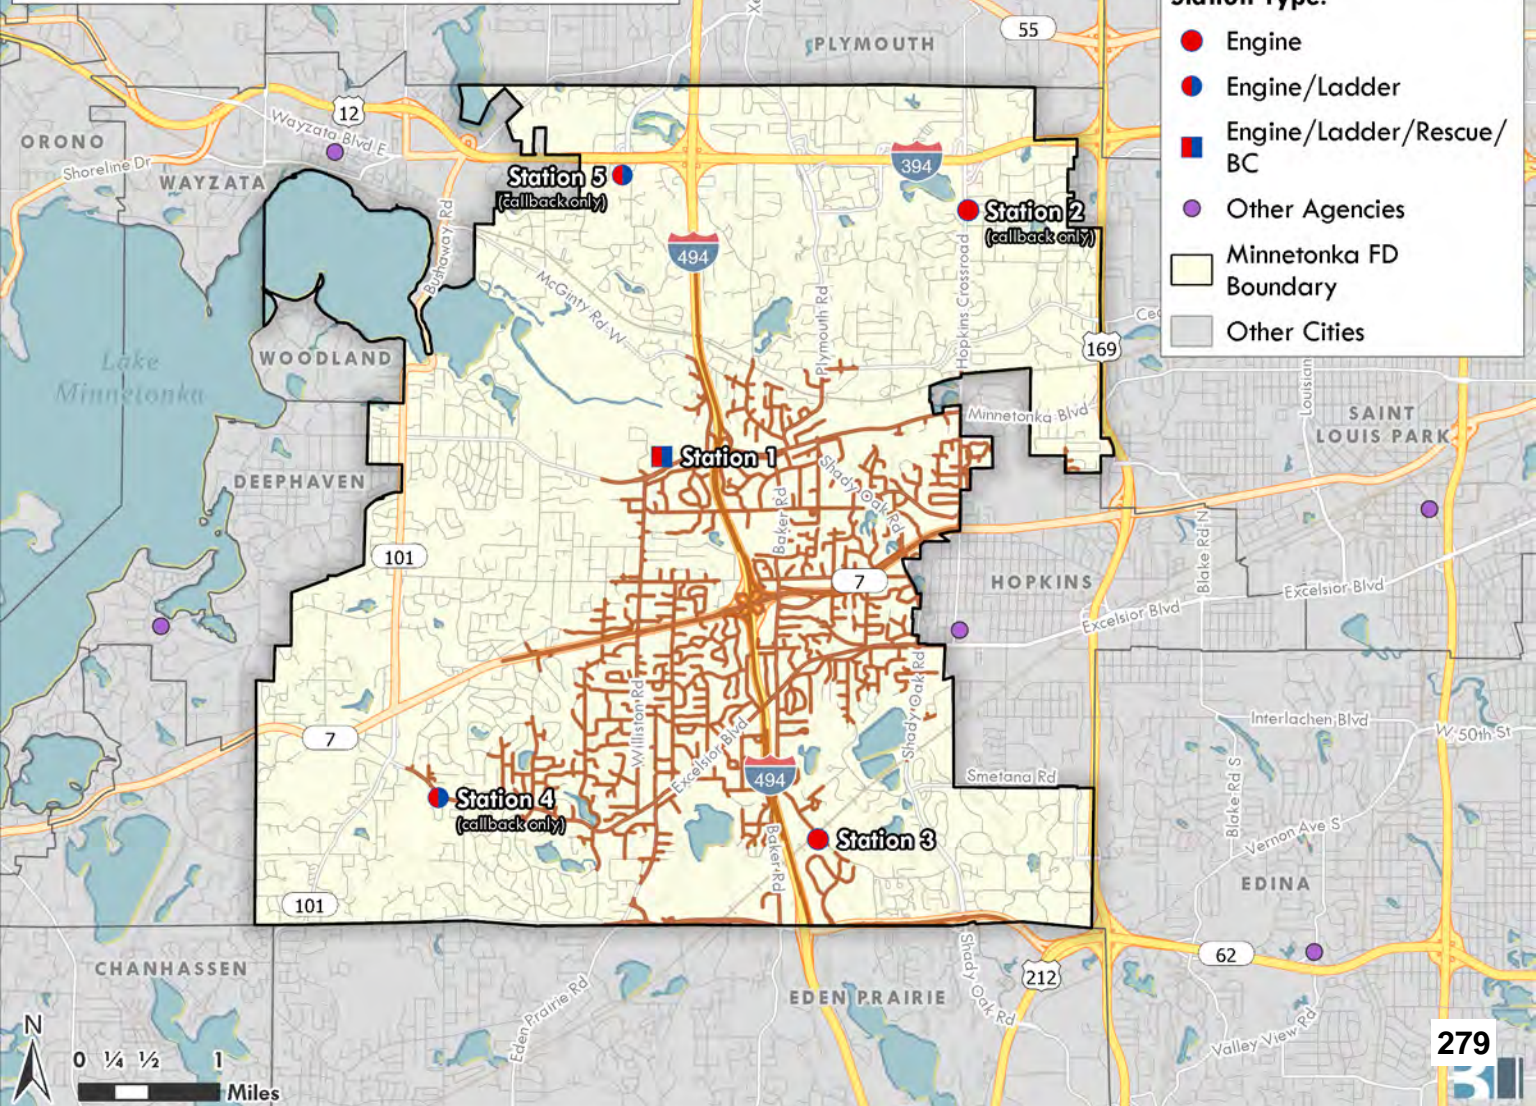 Station Type:
Engine
Engine/Ladder
Engine/Ladder/Rescue/
BC
Other Agencies
Minnetonka FD
Boundary
Other Cities
55
PLYMOUTH
12
Wayzata Blvd E
ORONO
Shoreline Dr
WAYZATA
394
Station 5
(callback only)
Station 2
(callback only)
Bushaway Rd
494
McGinty Rd W
Plymouth Rd
Hopkins Crossroad
169
Lake
Minnetonka
WOODLAND
Minnetonka Blvd
SAINT
LOUIS PARK
Station 1
Shady Oak Rd
DEEPHAVEN
Baker Rd
Blake Rd N
101
7
HOPKINS
Excelsior Blvd
Excelsior Blvd
Williston Rd
Shady Oak Rd
Interlachen Blvd
W 50th St
7
Excelsior Blvd
494
Smetana Rd
Station 4
(callback only)
Station 3
Blake Rd S
Vernon Ave S
Baker Rd
EDINA
101
CHANHASSEN
62
212
Shady Oak Rd
EDEN PRAIRIE
Eden Prairie Rd
Valley View Rd
N
0 ¼ ½ 1
Miles
279